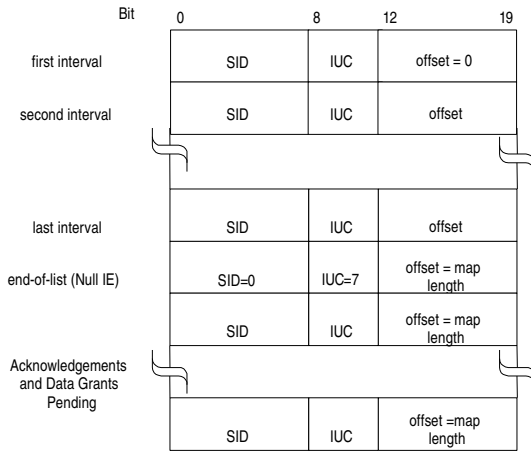 Bit 0 8 12 19
first interval SID IUC offset = 0
second interval SID IUC offset
last interval SID IUC offset
end-of-list (Null IE) SID=0 IUC=7 offset = map
length
SID IUC offset = map
length
Acknowledgements
and Data Grants
Pending
SID IUC offset =map
length